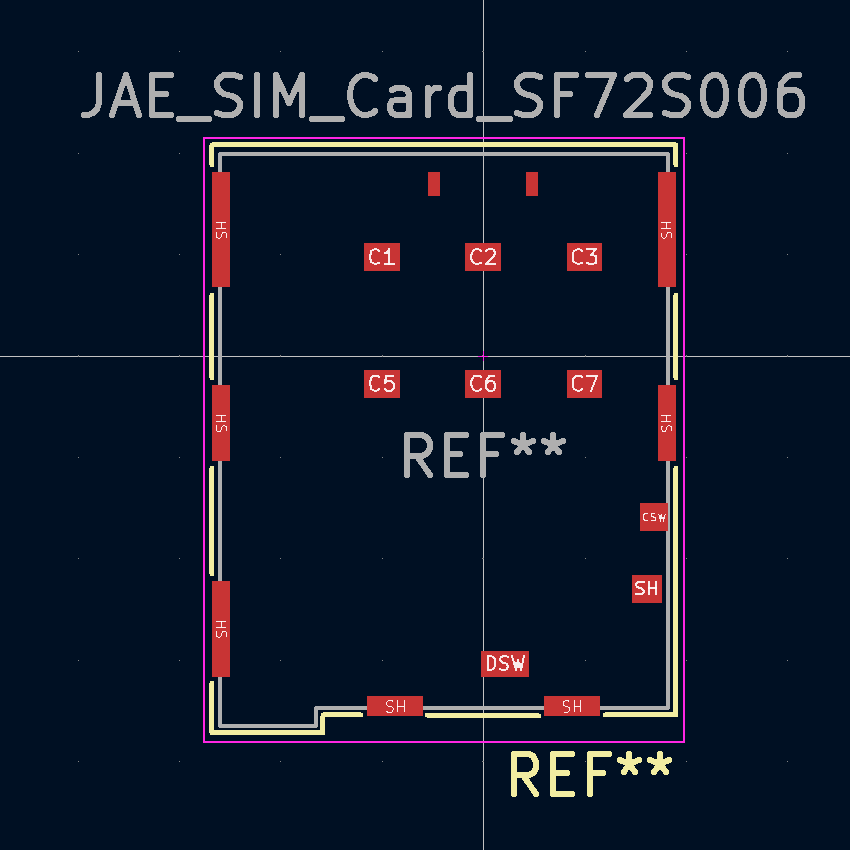 JAE_SIM_Card_SF72S006
SH
SH
C1
C2
C3
C5
C6
C7
SH
SH
REF**
CSW
SH
SH
DSW
SH
SH
REF**